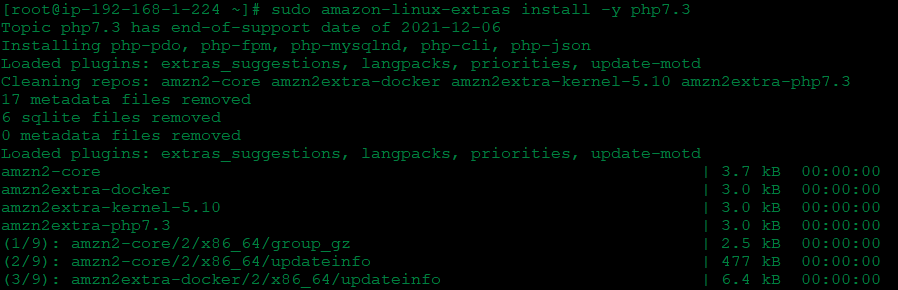 [root@ip-192-168-1-224 ~]# sudo amazon-linux-extras install -y php7.3
Topic php7.3 has end-of-support date of 2021-12-06
Installing php-pdo, php-fpm, php-mysqlnd, php-cli, php-json
Loaded plugins: extras_suggestions, langpacks, priorities, update-motd
Cleaning repos: amzn2-core amzn2extra-docker amzn2extra-kernel-5.10 amzn2extra-php7.3
17 metadata files removed
6 sqlite files removed
0 metadata files removed
Loaded plugins: extras_suggestions, langpacks, priorities, update-motd
amzn2-core | 3.7 kB 00:00:00
amzn2extra-docker | 3.0 kB 00:00:00
amzn2extra-kernel-5.10 | 3.0 kB 00:00:00
amzn2extra-php7.3 | 3.0 kB 00:00:00
(1/9): amzn2-core/2/x86_64/group_gz | 2.5 kB 00:00:00
(2/9): amzn2-core/2/x86_64/updateinfo | 477 kB 00:00:00
(3/9): amzn2extra-docker/2/x86_64/updateinfo | 6.4 kB 00:00:00